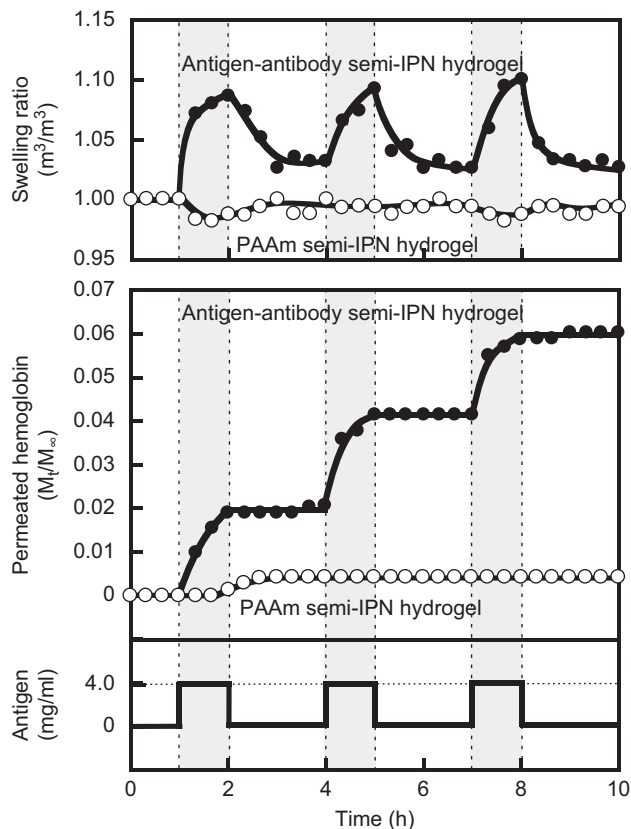 1.15
1.10
1.05
1.00
0.95
Swelling ratio
(m³/m³)
Antigen-antibody semi-IPN hydrogel
PAAm semi-IPN hydrogel
0.07
0.06
0.05
0.04
0.03
0.02
0.01
0
Permeated hemoglobin
(Mt/M∞)
Antigen-antibody semi-IPN hydrogel
PAAm semi-IPN hydrogel
4.0
0
Antigen
(mg/ml)
0 2 4 6 8 10
Time (h)